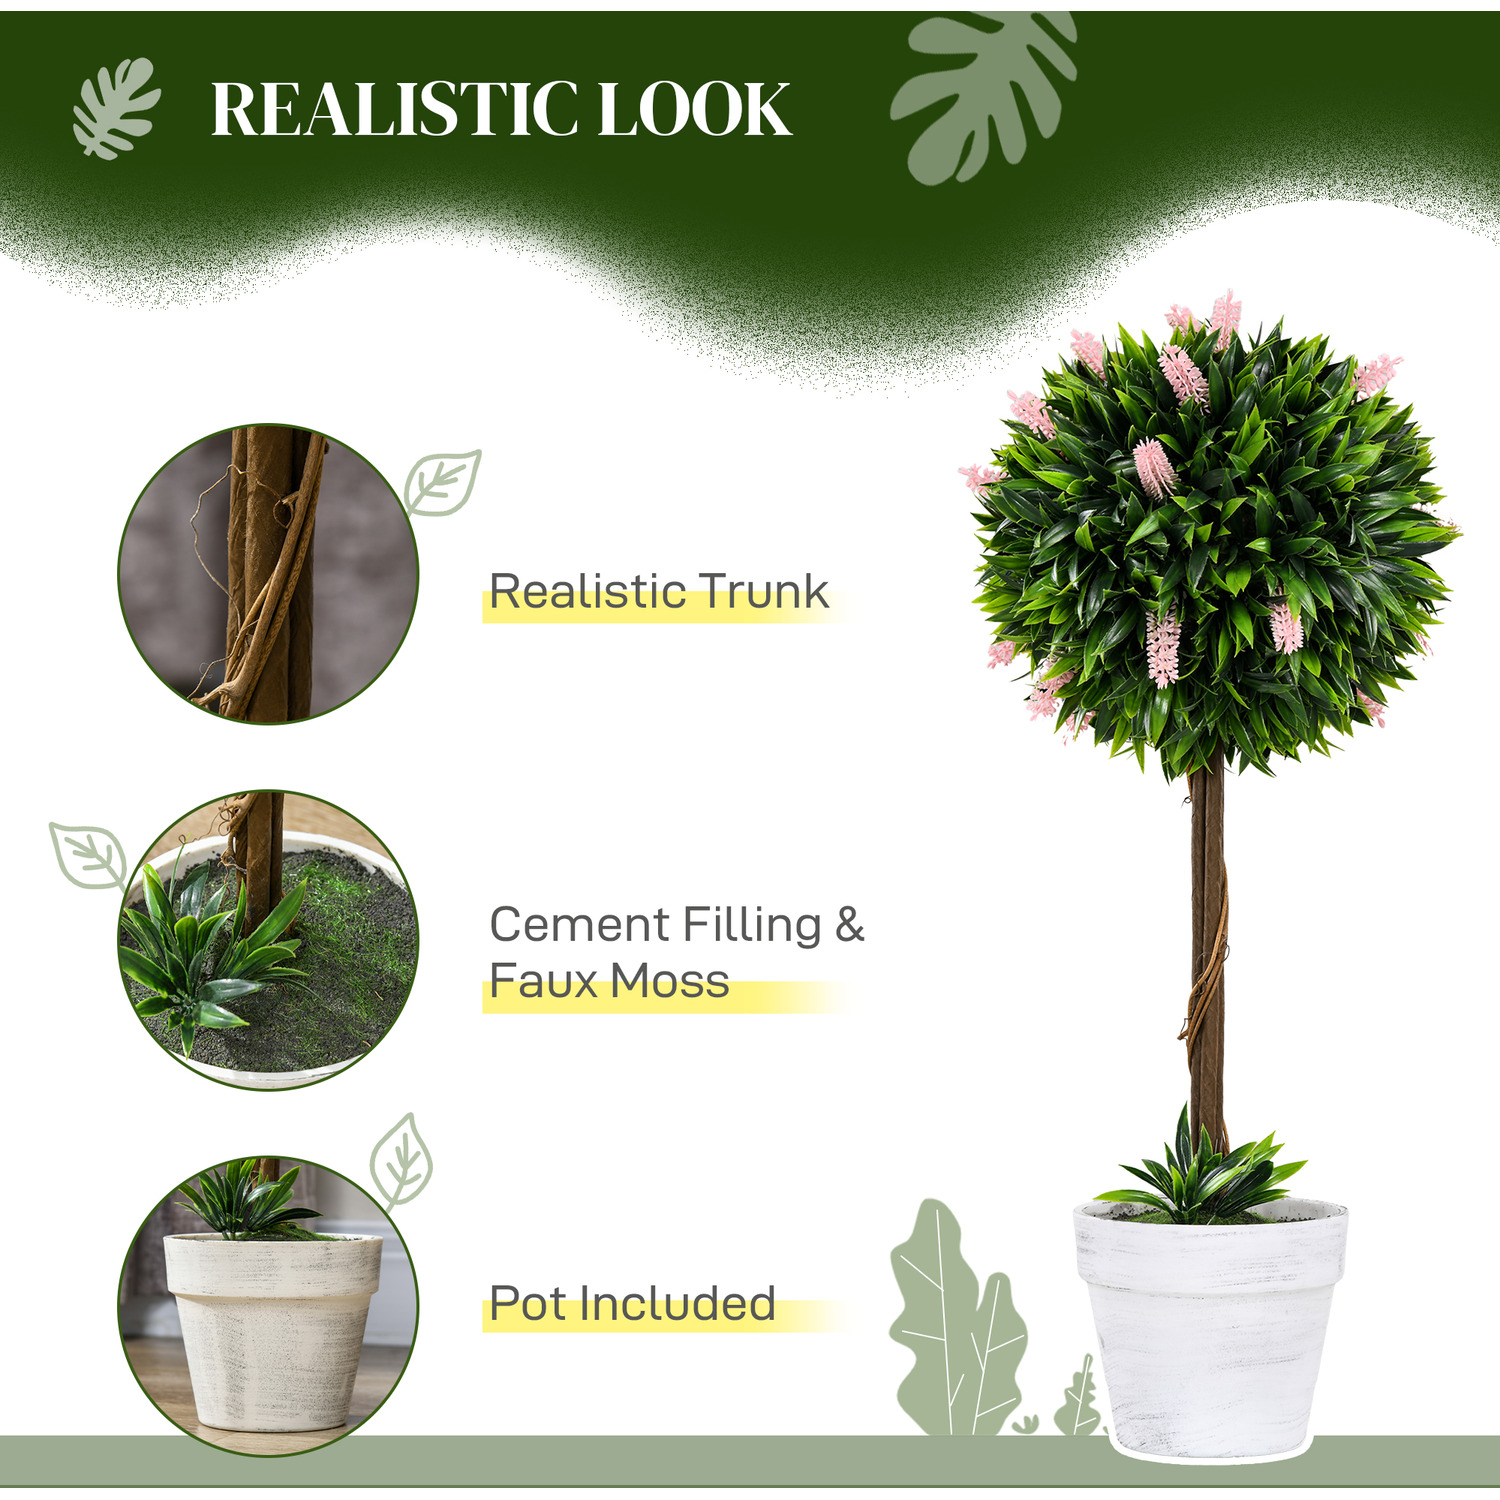 REALISTIC LOOK
Realistic Trunk
Cement Filling &
Faux Moss
Pot Included